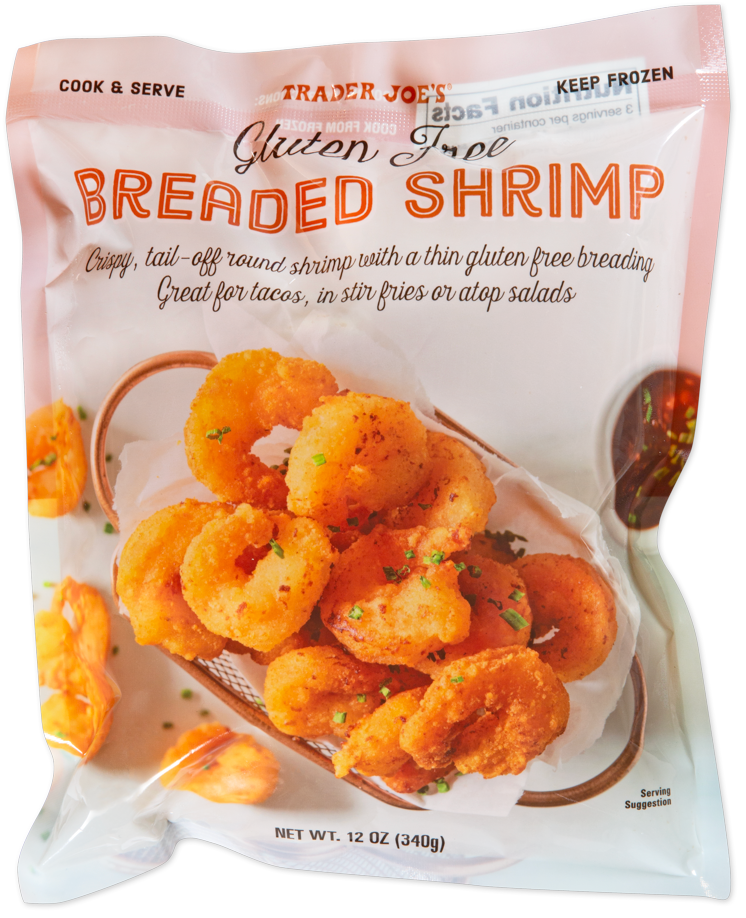 COOK & SERVE
TRADER JOE'S®
KEEP FROZEN
Nutrition Facts
3 servings per container
COOK FROM FROZEN
Gluten Free
BREADED SHRIMP
Crispy, tail-off round shrimp with a thin gluten free breading
Great for tacos, in stir fries or atop salads
Serving
Suggestion
NET WT. 12 OZ (340g)